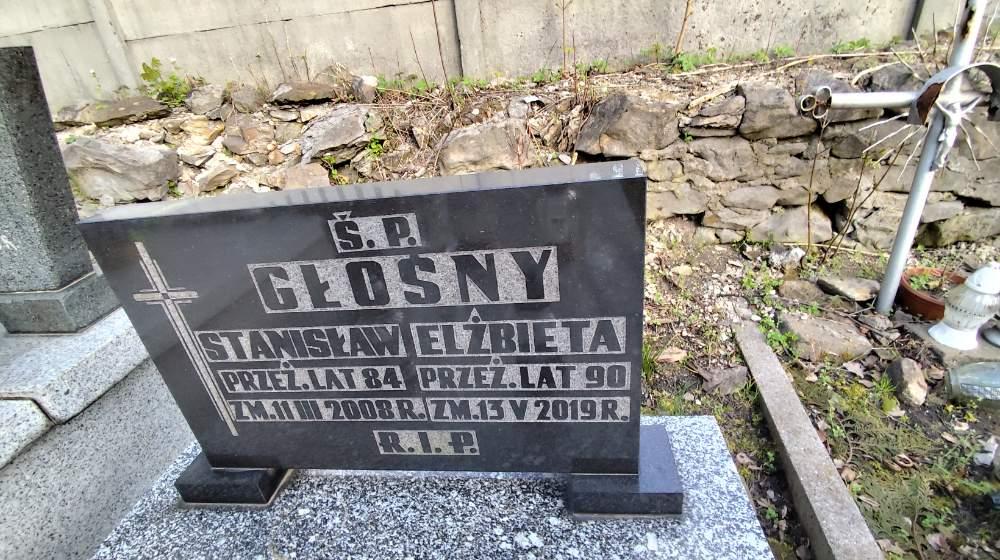 Ś. P.
GŁOŚNY
STANISŁAW ELŻBIETA
PRZEŻ. LAT 84 PRZEŻ. LAT 90
ZM. 11 III 2008 R. ZM. 13 V 2019 R.
R. I. P.